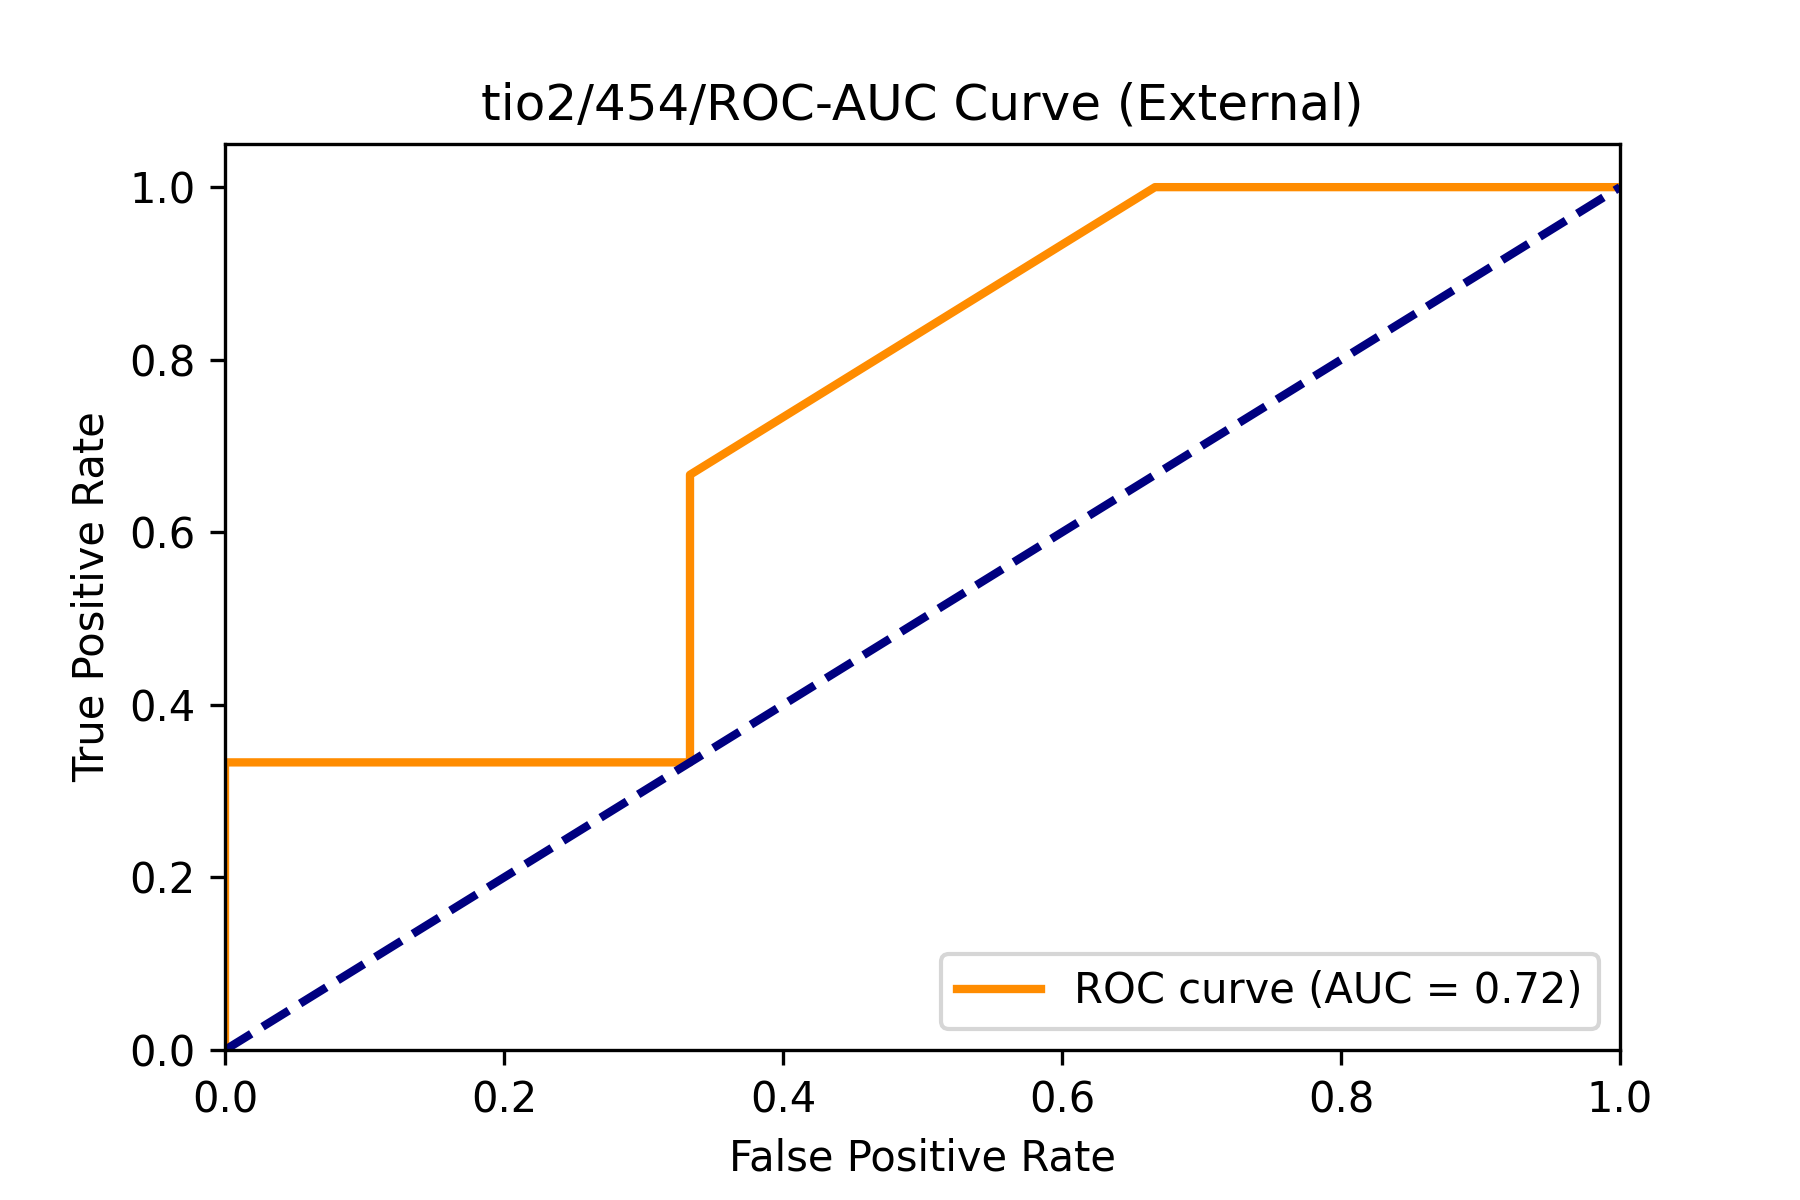 tio2/454/ROC-AUC Curve (External)
1.0
0.8
0.6
0.4
0.2
0.0
True Positive Rate
ROC curve (AUC = 0.72)
0.0 0.2 0.4 0.6 0.8 1.0
False Positive Rate